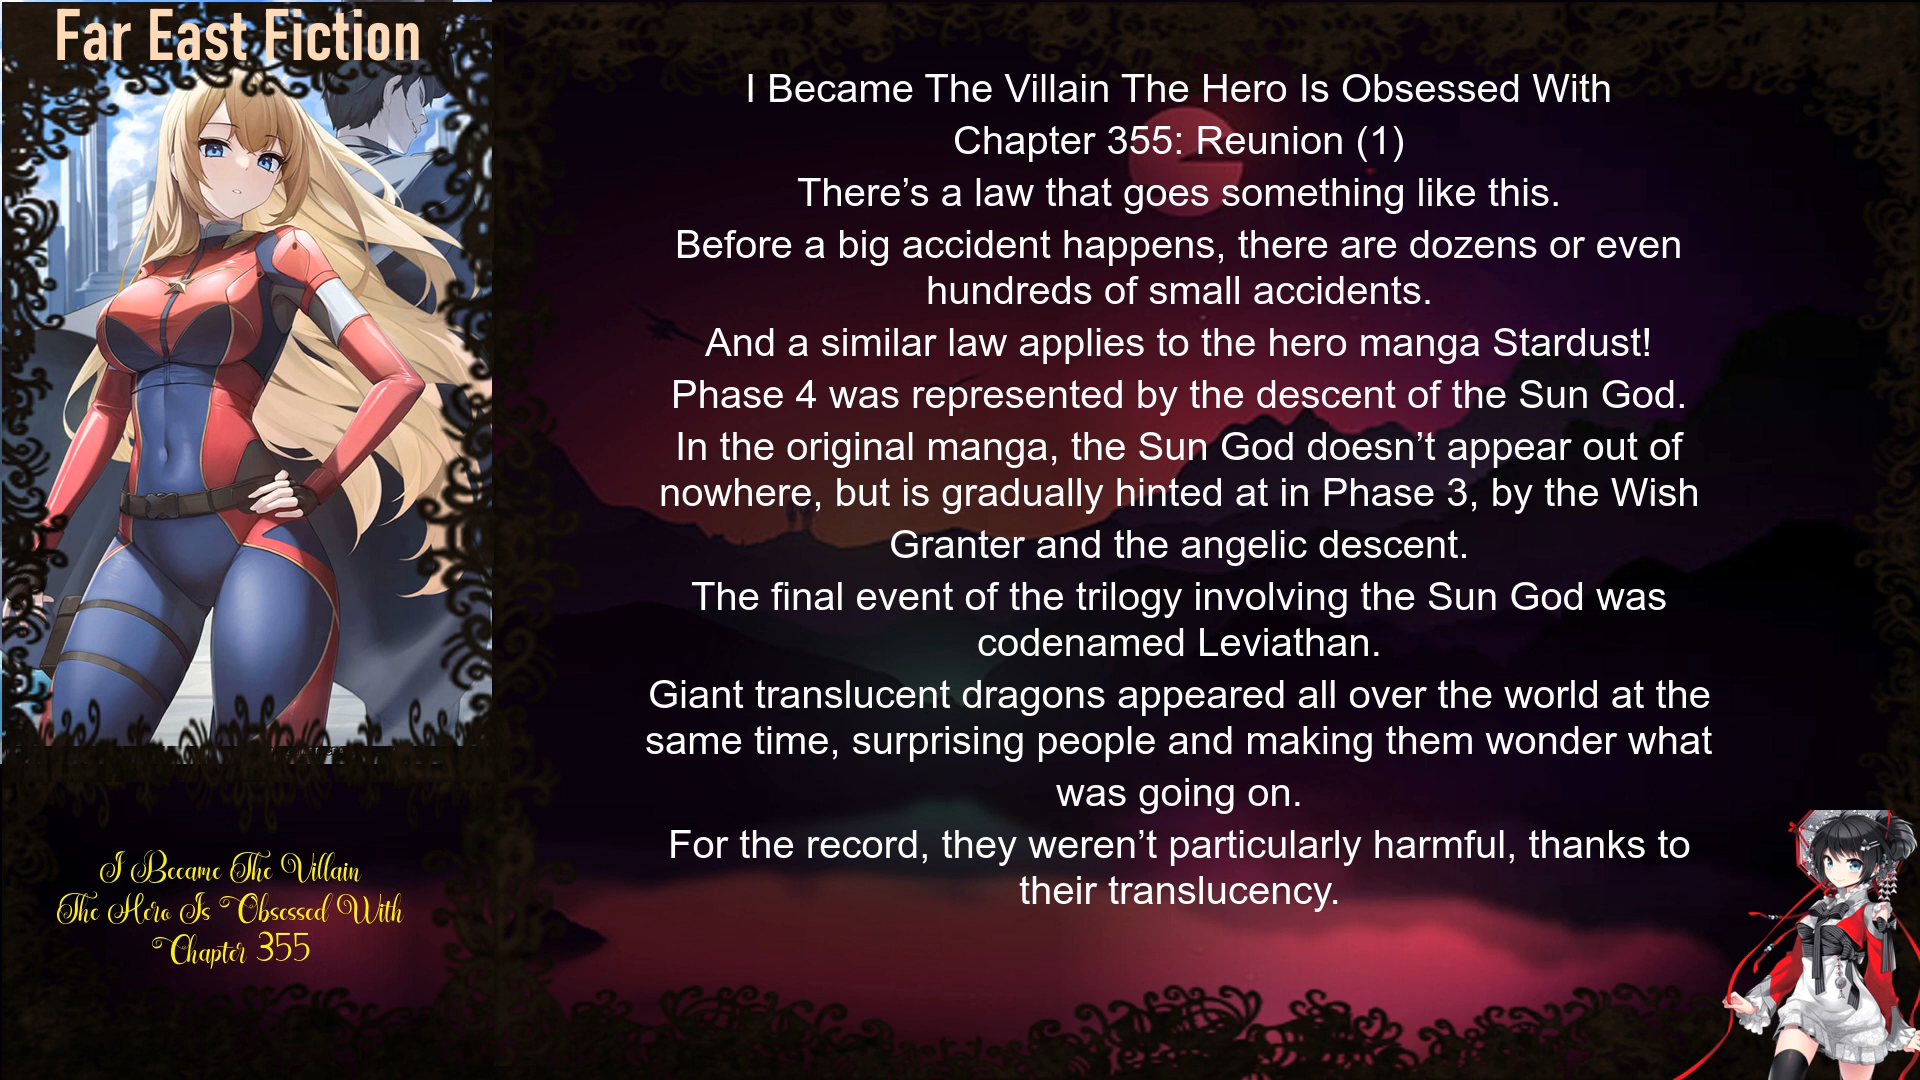 Far East Fiction
I Became The Villain The Hero Is Obsessed With
Chapter 355: Reunion (1)
There’s a law that goes something like this.
Before a big accident happens, there are dozens or even
hundreds of small accidents.
And a similar law applies to the hero manga Stardust!
Phase 4 was represented by the descent of the Sun God.
In the original manga, the Sun God doesn’t appear out of
nowhere, but is gradually hinted at in Phase 3, by the Wish
Granter and the angelic descent.
The final event of the trilogy involving the Sun God was
codenamed Leviathan.
Giant translucent dragons appeared all over the world at the
same time, surprising people and making them wonder what
was going on.
For the record, they weren’t particularly harmful, thanks to
their translucency.
I Became The Villain
The Hero Is Obsessed With
Chapter 355